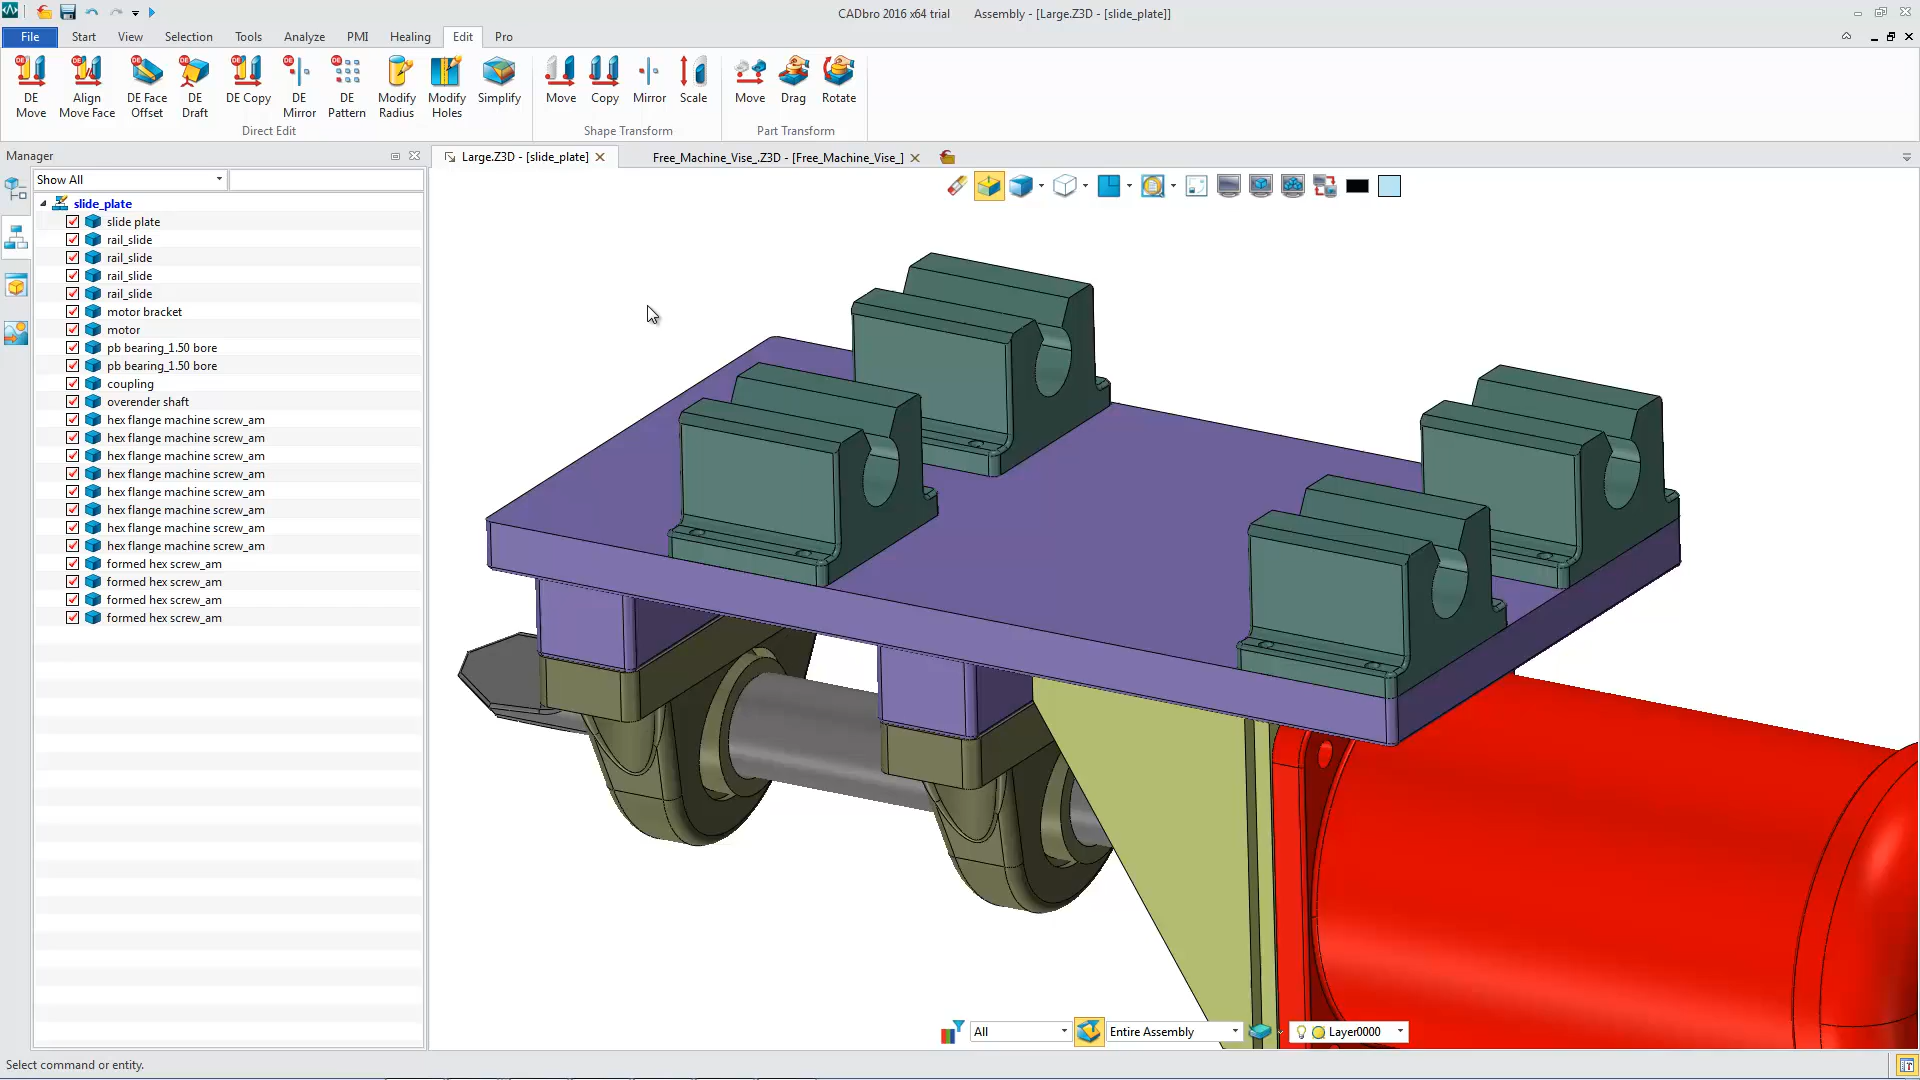 CADbro 2016 x64 trial Assembly - [Large.Z3D - [slide_plate]]
File Start View Selection Tools Analyze PMI Healing Edit Pro
DE Move
Align Move Face
DE Face Offset
DE Draft
DE Copy
DE Mirror
DE Pattern
Modify Radius
Modify Holes
Simplify
Move
Copy
Mirror
Scale
Move
Drag
Rotate
Direct Edit
Shape Transform
Part Transform
Manager
Large.Z3D - [slide_plate]
Free_Machine_Vise_.Z3D - [Free_Machine_Vise_]
Show All
slide_plate
slide plate
rail_slide
rail_slide
rail_slide
rail_slide
motor bracket
motor
pb bearing_1.50 bore
pb bearing_1.50 bore
coupling
overender shaft
hex flange machine screw_am
hex flange machine screw_am
hex flange machine screw_am
hex flange machine screw_am
hex flange machine screw_am
hex flange machine screw_am
hex flange machine screw_am
hex flange machine screw_am
formed hex screw_am
formed hex screw_am
formed hex screw_am
formed hex screw_am
All
Entire Assembly
Layer0000
Select command or entity.